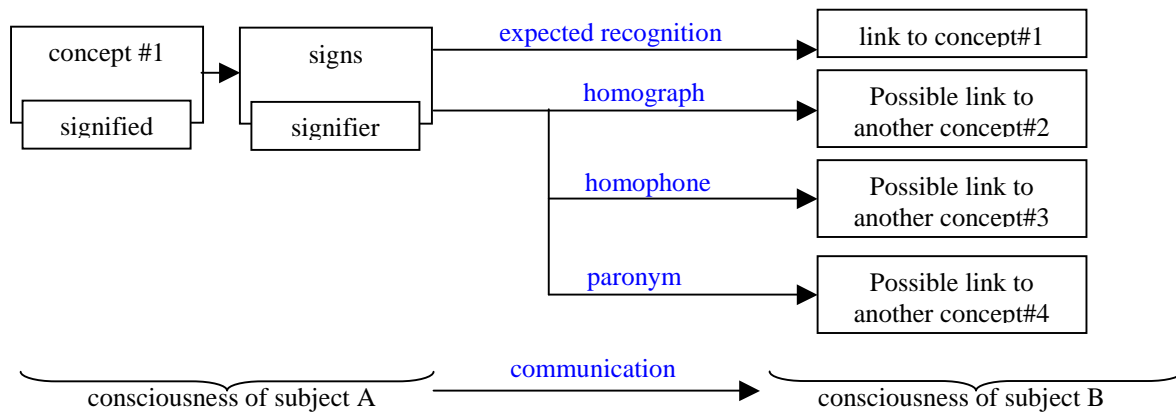 concept #1
signified
signs
signifier
expected recognition
link to concept#1
homograph
Possible link to
another concept#2
homophone
Possible link to
another concept#3
paronym
Possible link to
another concept#4
consciousness of subject A
communication
consciousness of subject B